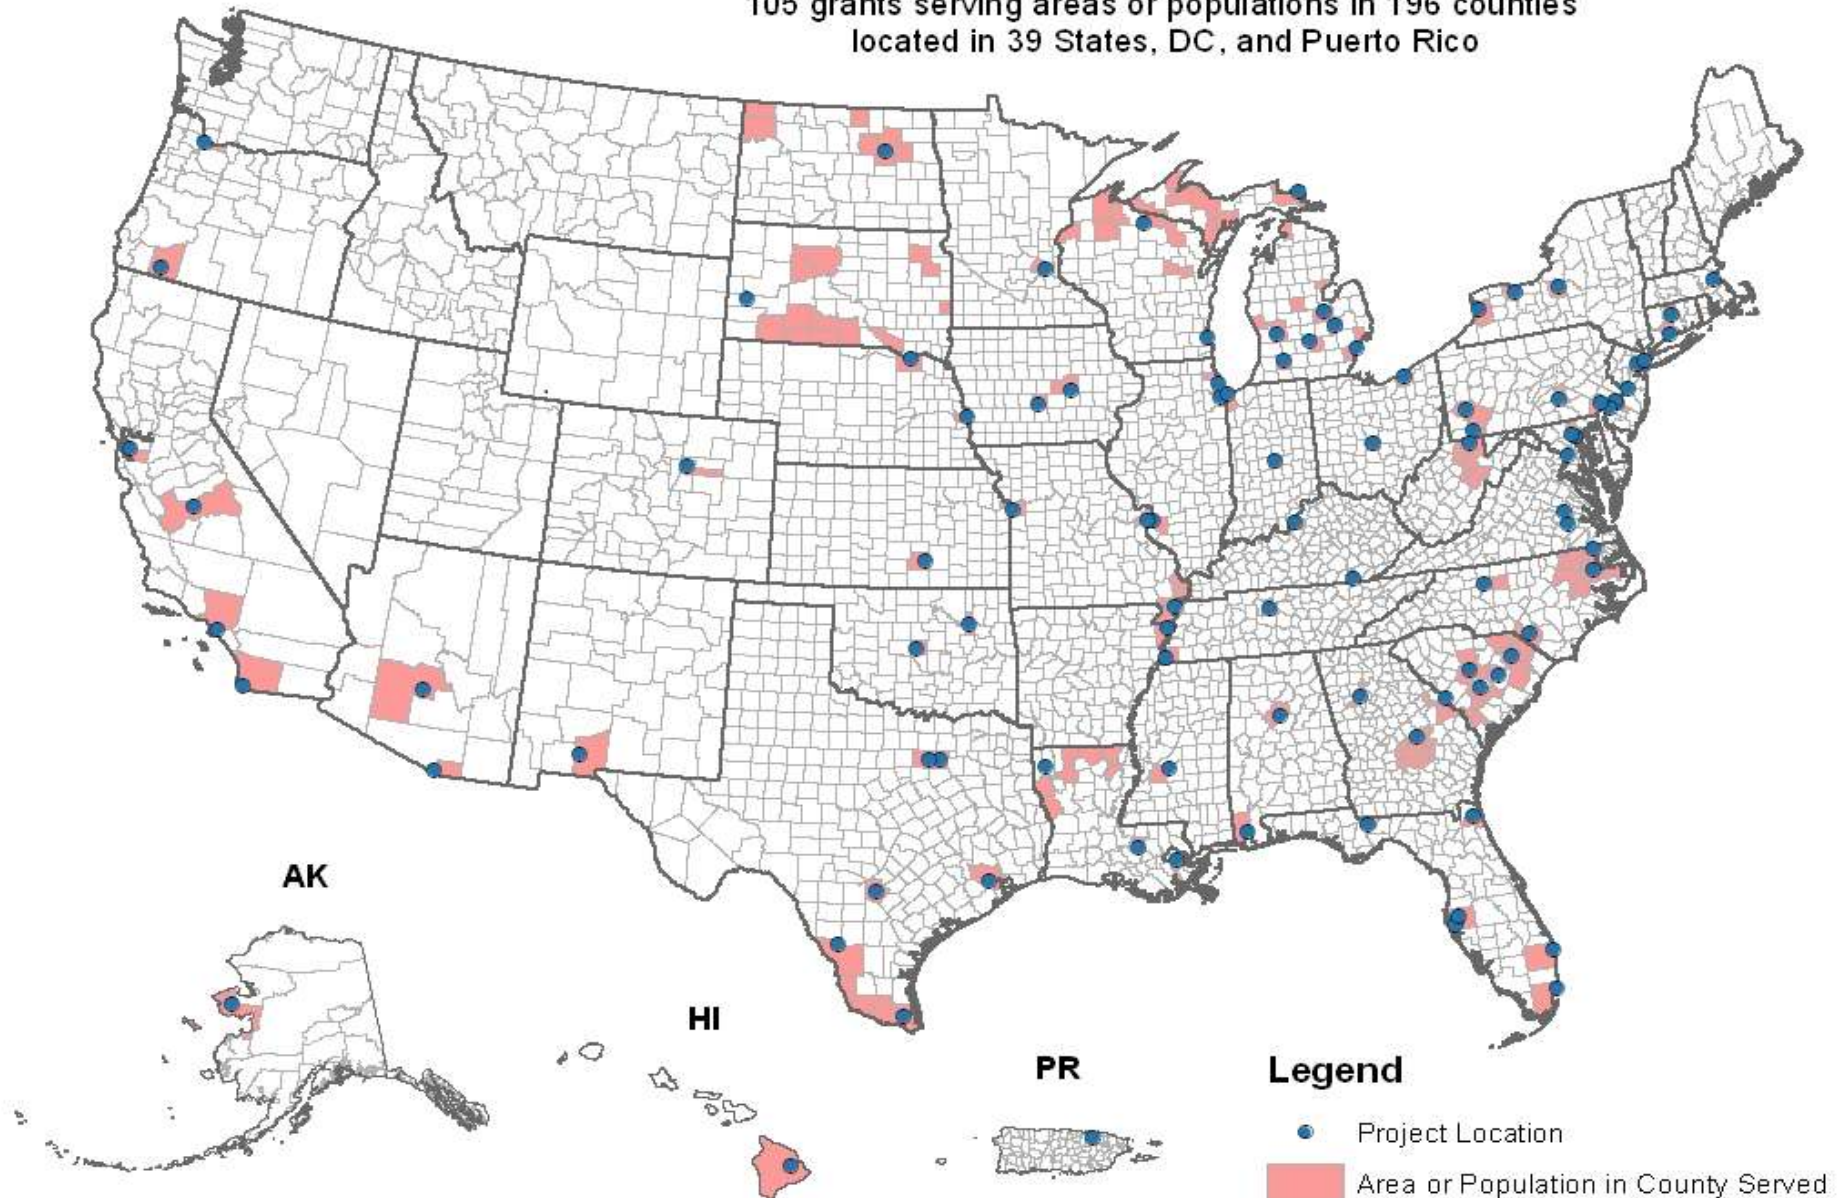 105 grants serving areas or populations in 196 counties
located in 39 States, DC, and Puerto Rico
AK
HI
PR
Legend
Project Location
Area or Population in County Served